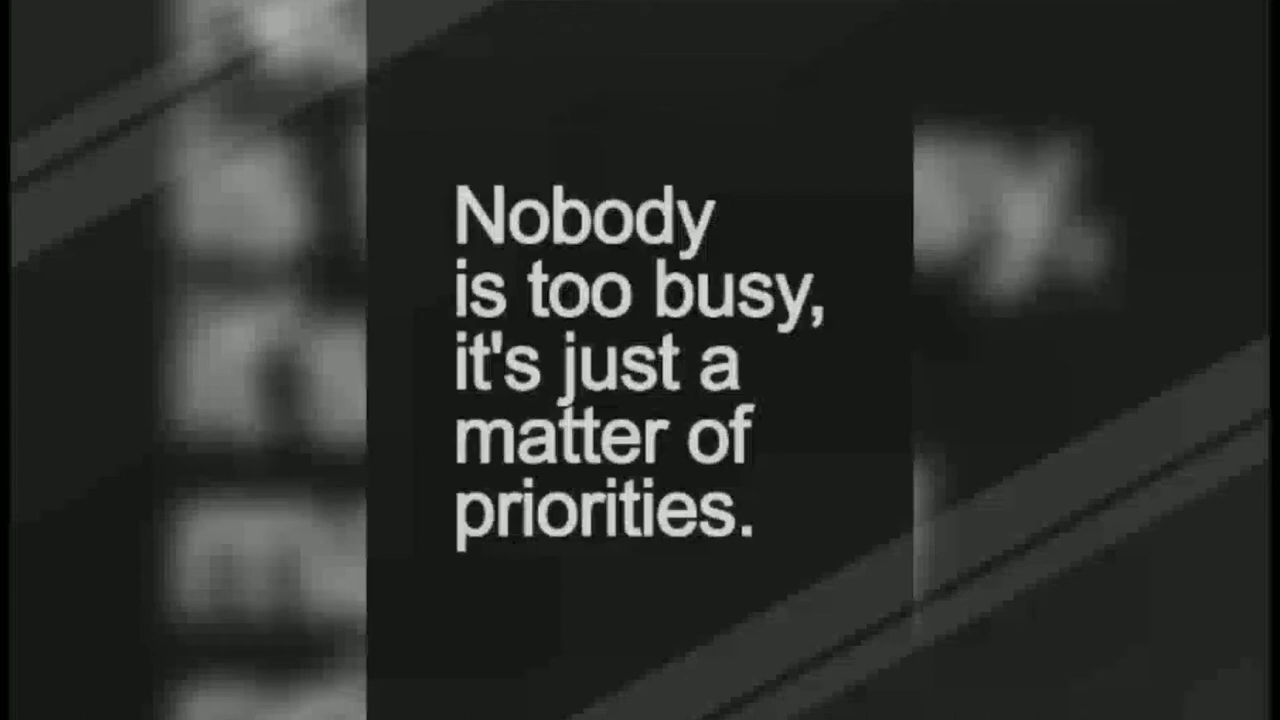 Nobody
is too busy,
it's just a
matter of
priorities.